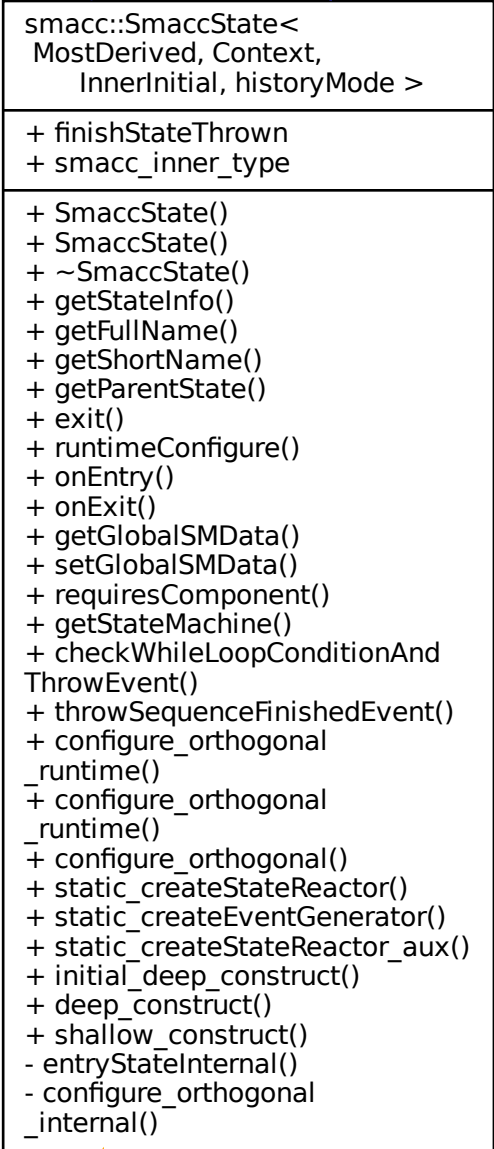 smacc::SmaccState<
MostDerived, Context,
InnerInitial, historyMode >
+ finishStateThrown
+ smacc_inner_type
+ SmaccState()
+ SmaccState()
+ ~SmaccState()
+ getStateInfo()
+ getFullName()
+ getShortName()
+ getParentState()
+ exit()
+ runtimeConfigure()
+ onEntry()
+ onExit()
+ getGlobalSMData()
+ setGlobalSMData()
+ requiresComponent()
+ getStateMachine()
+ checkWhileLoopConditionAnd
ThrowEvent()
+ throwSequenceFinishedEvent()
+ configure_orthogonal
_runtime()
+ configure_orthogonal
_runtime()
+ configure_orthogonal()
+ static_createStateReactor()
+ static_createEventGenerator()
+ static_createStateReactor_aux()
+ initial_deep_construct()
+ deep_construct()
+ shallow_construct()
- entryStateInternal()
- configure_orthogonal
_internal()